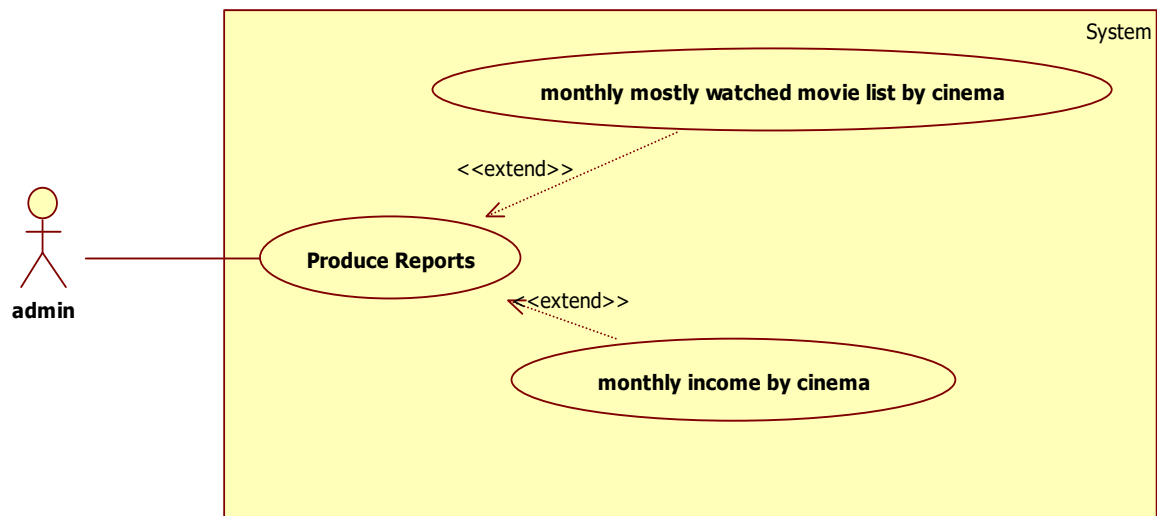 System
monthly mostly watched movie list by cinema
<<extend>>
Produce Reports
admin
<<extend>>
monthly income by cinema